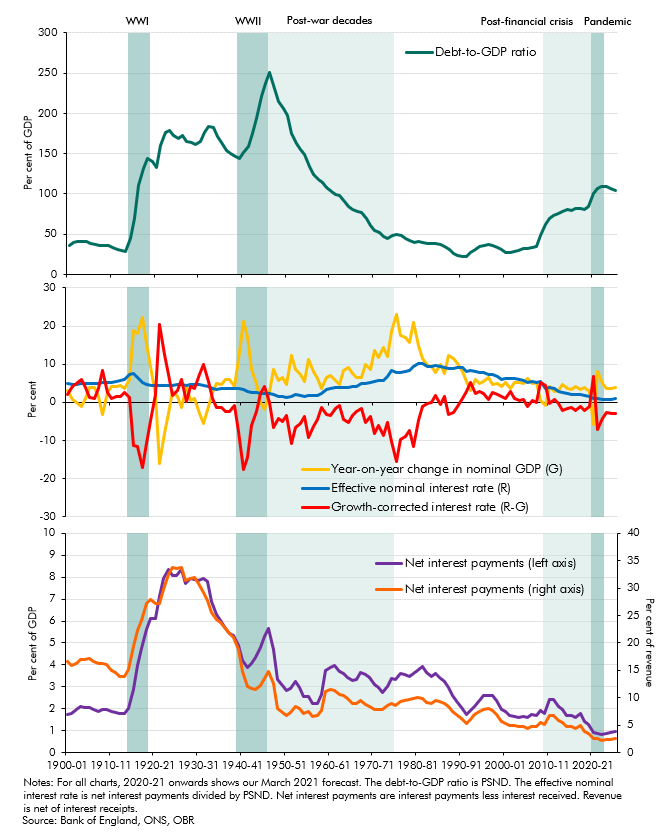 WWI WWII Post-war decades Post-financial crisis Pandemic
300
250
200
150
100
50
0
Per cent of GDP
Debt-to-GDP ratio
30
20
10
0
-10
-20
-30
Per cent
Year-on-year change in nominal GDP (G)
Effective nominal interest rate (R)
Growth-corrected interest rate (R-G)
10
9
8
7
6
5
4
3
2
1
0
Per cent of GDP
Net interest payments (left axis)
Net interest payments (right axis)
40
35
30
25
20
15
10
5
0
Per cent of revenue
1900-01 1910-11 1920-21 1930-31 1940-41 1950-51 1960-61 1970-71 1980-81 1990-91 2000-01 2010-11 2020-21
Notes: For all charts, 2020-21 onwards shows our March 2021 forecast. The debt-to-GDP ratio is PSND. The effective nominal
interest rate is net interest payments divided by PSND. Net interest payments are interest payments less interest received. Revenue
is net of interest receipts.
Source: Bank of England, ONS, OBR